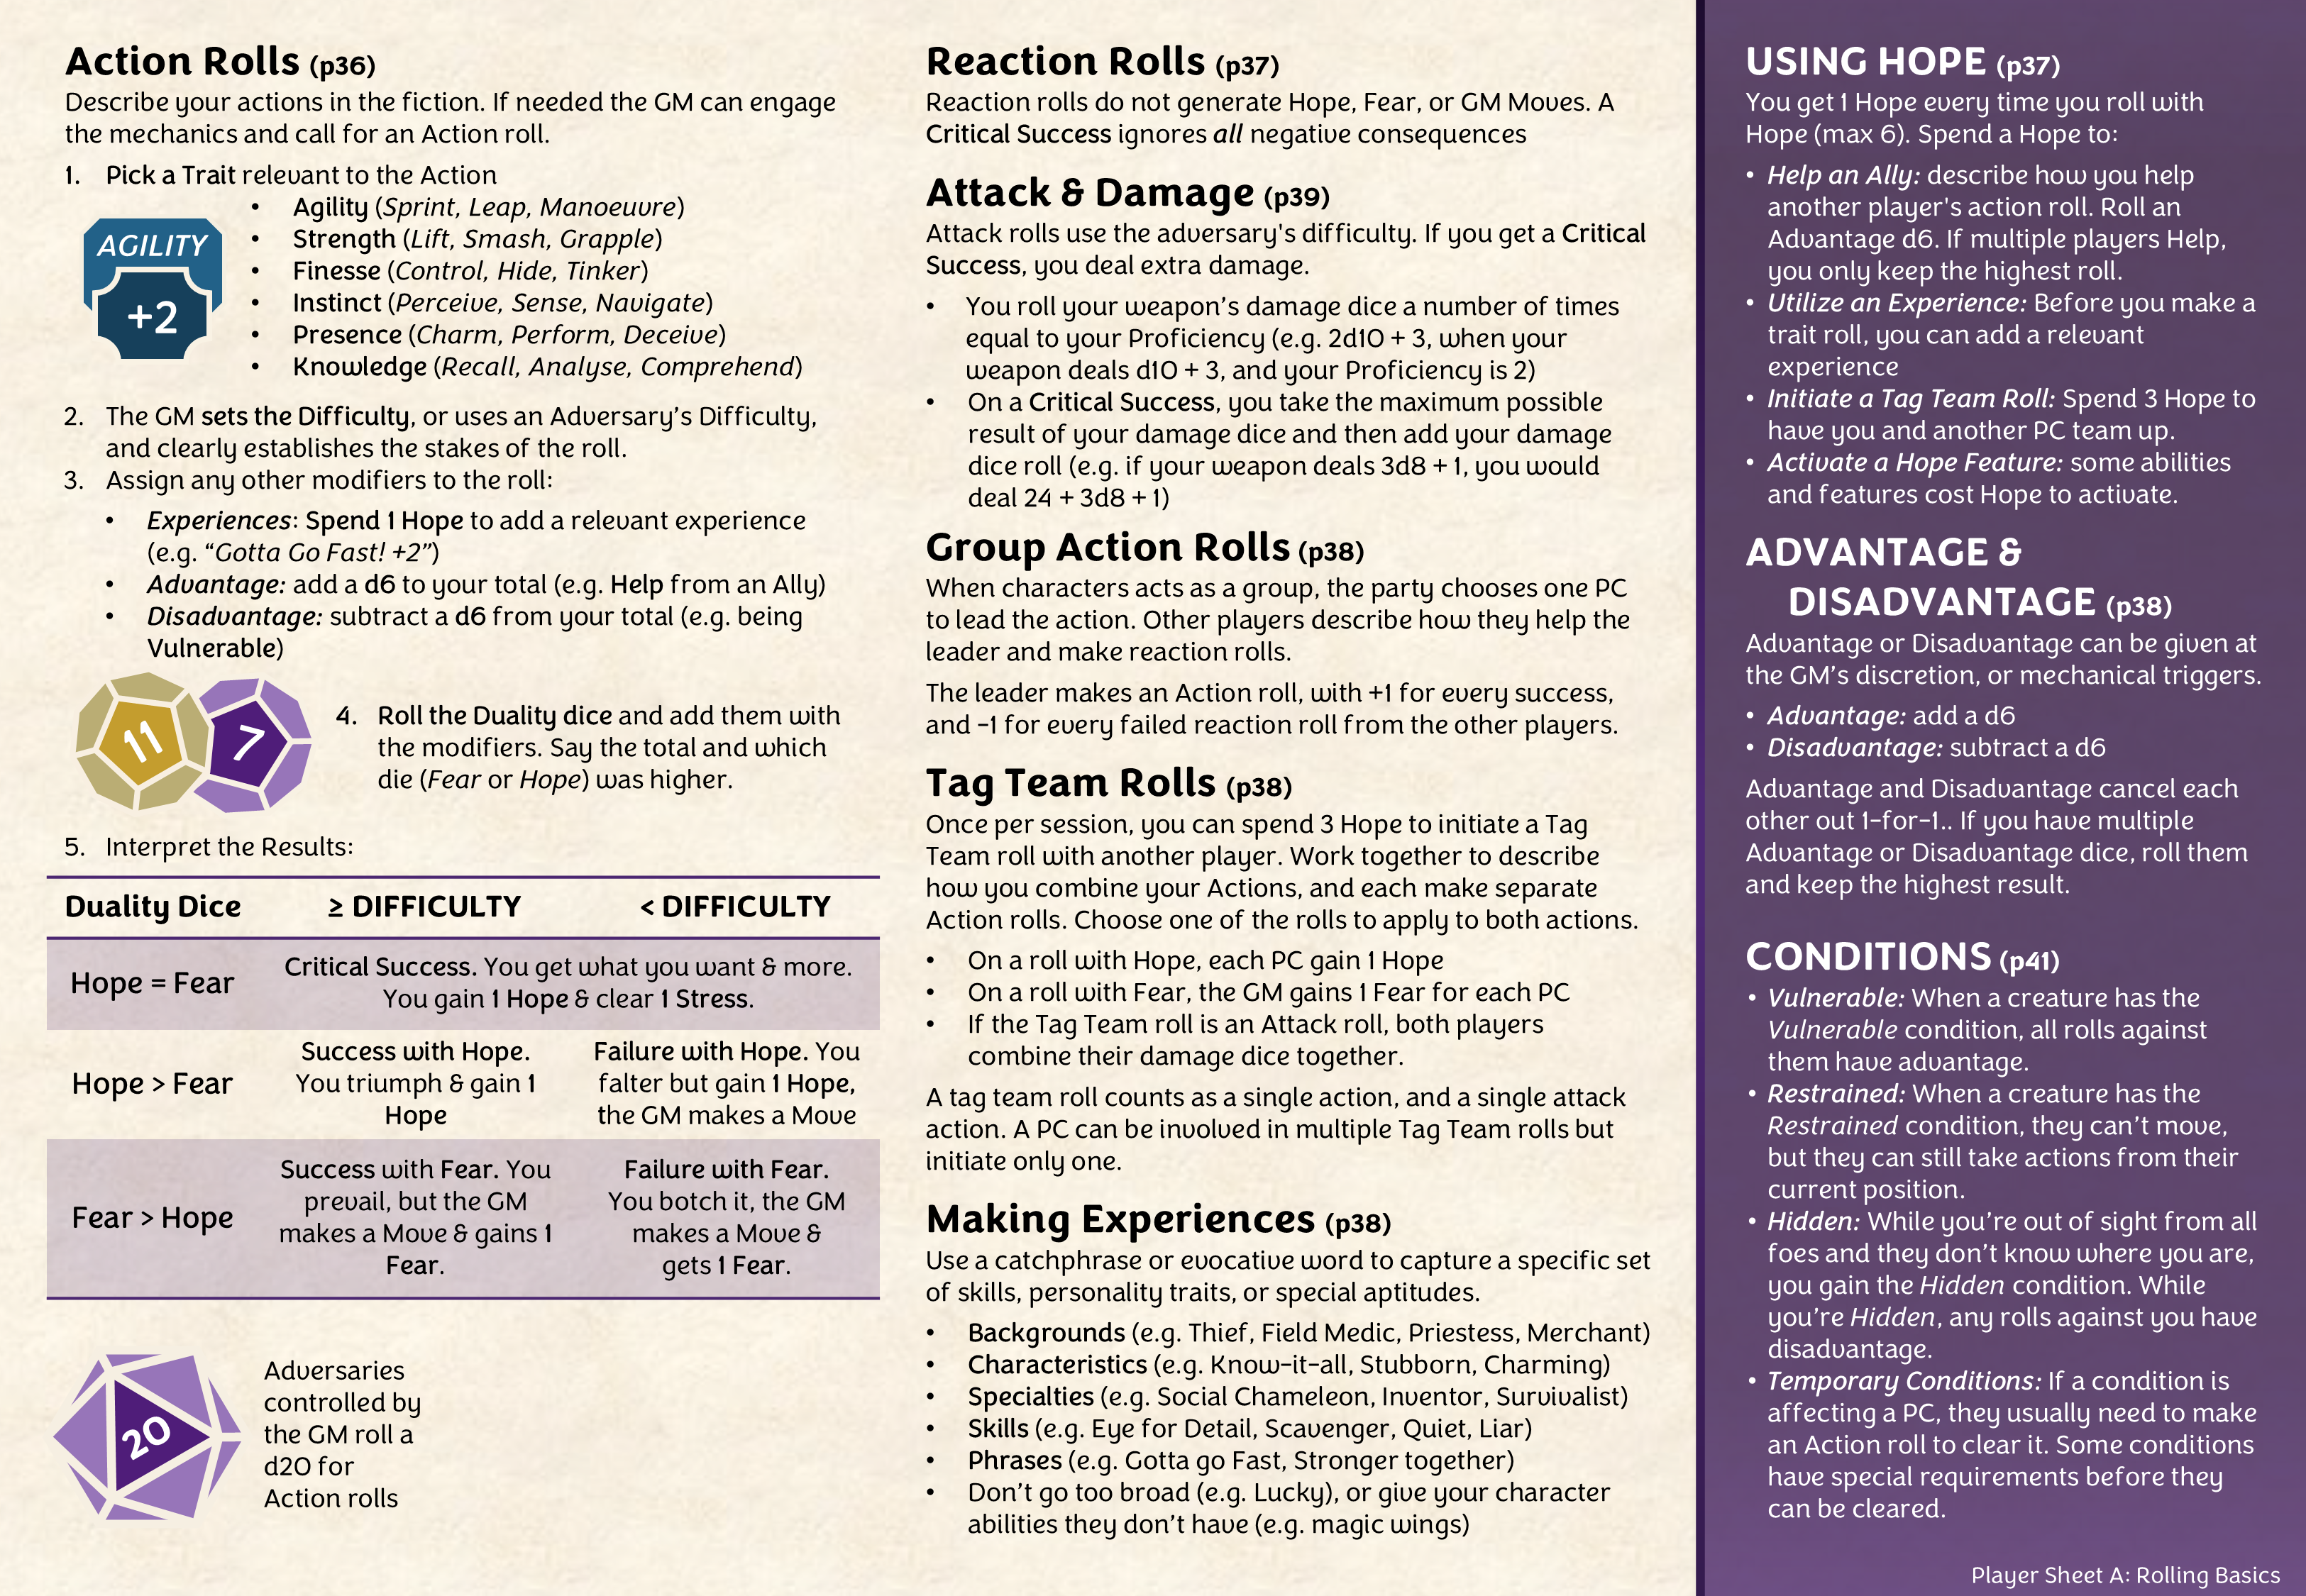 Action Rolls (p36)
Describe your actions in the fiction. If needed the GM can engage
the mechanics and call for an Action roll.
1. Pick a Trait relevant to the Action
AGILITY
+2
• Agility (Sprint, Leap, Manoeuvre)
• Strength (Lift, Smash, Grapple)
• Finesse (Control, Hide, Tinker)
• Instinct (Perceive, Sense, Navigate)
• Presence (Charm, Perform, Deceive)
• Knowledge (Recall, Analyse, Comprehend)
2. The GM sets the Difficulty, or uses an Adversary’s Difficulty,
and clearly establishes the stakes of the roll.
3. Assign any other modifiers to the roll:
• Experiences: Spend 1 Hope to add a relevant experience
(e.g. “Gotta Go Fast! +2”)
• Advantage: add a d6 to your total (e.g. Help from an Ally)
• Disadvantage: subtract a d6 from your total (e.g. being
Vulnerable)
11
7
4. Roll the Duality dice and add them with
the modifiers. Say the total and which
die (Fear or Hope) was higher.
5. Interpret the Results:
Duality Dice ≥ DIFFICULTY < DIFFICULTY
Hope = Fear
Critical Success. You get what you want & more.
You gain 1 Hope & clear 1 Stress.
Hope > Fear
Success with Hope.
You triumph & gain 1
Hope
Failure with Hope. You
falter but gain 1 Hope,
the GM makes a Move
Fear > Hope
Success with Fear. You
prevail, but the GM
makes a Move & gains 1
Fear.
Failure with Fear.
You botch it, the GM
makes a Move &
gets 1 Fear.
20
Adversaries
controlled by
the GM roll a
d20 for
Action rolls
Reaction Rolls (p37)
Reaction rolls do not generate Hope, Fear, or GM Moves. A
Critical Success ignores all negative consequences
Attack & Damage (p39)
Attack rolls use the adversary's difficulty. If you get a Critical
Success, you deal extra damage.
• You roll your weapon’s damage dice a number of times
equal to your Proficiency (e.g. 2d10 + 3, when your
weapon deals d10 + 3, and your Proficiency is 2)
• On a Critical Success, you take the maximum possible
result of your damage dice and then add your damage
dice roll (e.g. if your weapon deals 3d8 + 1, you would
deal 24 + 3d8 + 1)
Group Action Rolls (p38)
When characters acts as a group, the party chooses one PC
to lead the action. Other players describe how they help the
leader and make reaction rolls.
The leader makes an Action roll, with +1 for every success,
and -1 for every failed reaction roll from the other players.
Tag Team Rolls (p38)
Once per session, you can spend 3 Hope to initiate a Tag
Team roll with another player. Work together to describe
how you combine your Actions, and each make separate
Action rolls. Choose one of the rolls to apply to both actions.
• On a roll with Hope, each PC gain 1 Hope
• On a roll with Fear, the GM gains 1 Fear for each PC
• If the Tag Team roll is an Attack roll, both players
combine their damage dice together.
A tag team roll counts as a single action, and a single attack
action. A PC can be involved in multiple Tag Team rolls but
initiate only one.
Making Experiences (p38)
Use a catchphrase or evocative word to capture a specific set
of skills, personality traits, or special aptitudes.
• Backgrounds (e.g. Thief, Field Medic, Priestess, Merchant)
• Characteristics (e.g. Know-it-all, Stubborn, Charming)
• Specialties (e.g. Social Chameleon, Inventor, Survivalist)
• Skills (e.g. Eye for Detail, Scavenger, Quiet, Liar)
• Phrases (e.g. Gotta go Fast, Stronger together)
• Don’t go too broad (e.g. Lucky), or give your character
abilities they don’t have (e.g. magic wings)
USING HOPE (p37)
You get 1 Hope every time you roll with
Hope (max 6). Spend a Hope to:
• Help an Ally: describe how you help
another player's action roll. Roll an
Advantage d6. If multiple players Help,
you only keep the highest roll.
• Utilize an Experience: Before you make a
trait roll, you can add a relevant
experience
• Initiate a Tag Team Roll: Spend 3 Hope to
have you and another PC team up.
• Activate a Hope Feature: some abilities
and features cost Hope to activate.
ADVANTAGE &
DISADVANTAGE (p38)
Advantage or Disadvantage can be given at
the GM’s discretion, or mechanical triggers.
• Advantage: add a d6
• Disadvantage: subtract a d6
Advantage and Disadvantage cancel each
other out 1-for-1.. If you have multiple
Advantage or Disadvantage dice, roll them
and keep the highest result.
CONDITIONS (p41)
• Vulnerable: When a creature has the
Vulnerable condition, all rolls against
them have advantage.
• Restrained: When a creature has the
Restrained condition, they can’t move,
but they can still take actions from their
current position.
• Hidden: While you’re out of sight from all
foes and they don’t know where you are,
you gain the Hidden condition. While
you’re Hidden, any rolls against you have
disadvantage.
• Temporary Conditions: If a condition is
affecting a PC, they usually need to make
an Action roll to clear it. Some conditions
have special requirements before they
can be cleared.
Player Sheet A: Rolling Basics